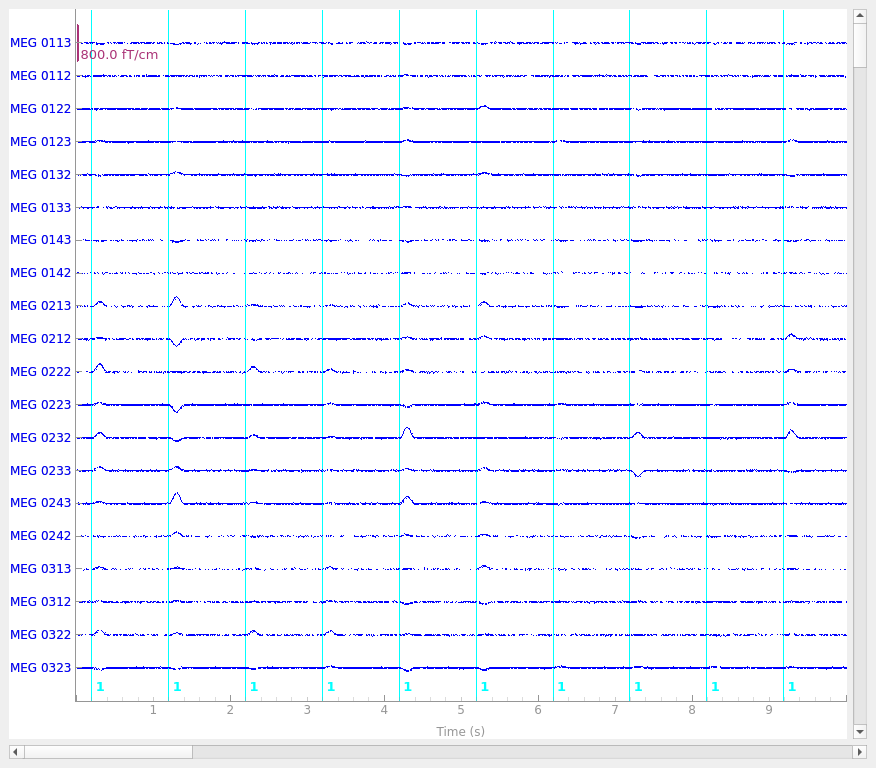 MEG 0113
800.0 fT/cm
MEG 0112
MEG 0122
MEG 0123
MEG 0132
MEG 0133
MEG 0143
MEG 0142
MEG 0213
MEG 0212
MEG 0222
MEG 0223
MEG 0232
MEG 0233
MEG 0243
MEG 0242
MEG 0313
MEG 0312
MEG 0322
MEG 0323
1 1 1 1 1 1 1 1 1 1
1 2 3 4 5 6 7 8 9
Time (s)